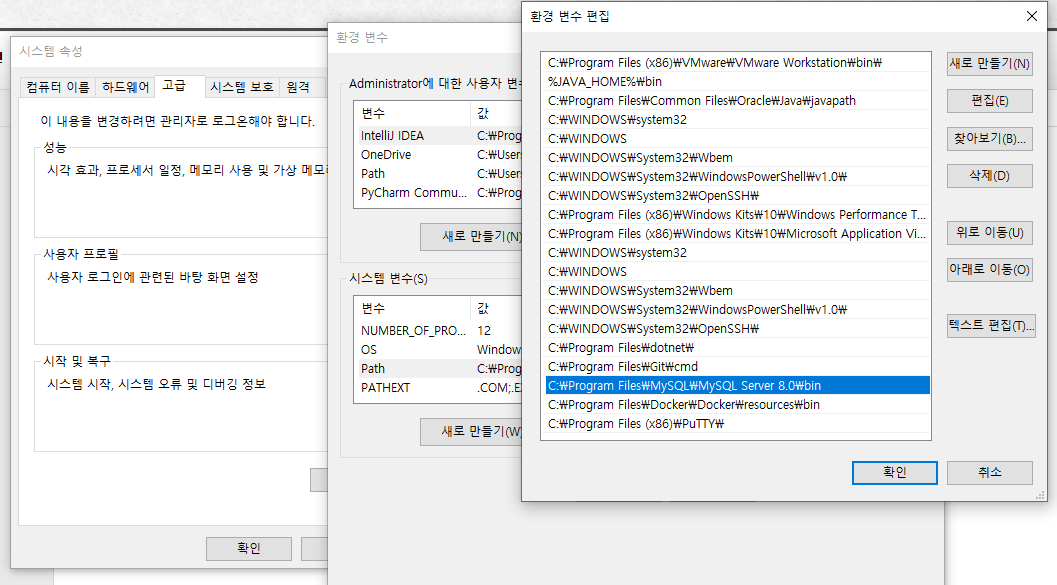 시스템 속성
컴퓨터 이름
하드웨어
고급
시스템 보호
원격
이 내용을 변경하려면 관리자로 로그온해야 합니다.
성능
시각 효과, 프로세서 일정, 메모리 사용 및 가상 메모리
사용자 프로필
사용자 로그인에 관련된 바탕 화면 설정
시작 및 복구
시스템 시작, 시스템 오류 및 디버깅 정보
확인
환경 변수
Administrator에 대한 사용자 변수
변수 값
IntelliJ IDEA C:₩Prog
OneDrive C:₩Users
Path C:₩Users
PyCharm Commu... C:₩Prog
새로 만들기(N)
시스템 변수(S)
변수 값
NUMBER_OF_PRO... 12
OS Window
Path C:₩Prog
PATHEXT .COM;.E
새로 만들기(W)
환경 변수 편집
C:₩Program Files (x86)₩VMware₩VMware Workstation₩bin₩
%JAVA_HOME%₩bin
C:₩Program Files₩Common Files₩Oracle₩Java₩javapath
C:₩WINDOWS₩system32
C:₩WINDOWS
C:₩WINDOWS₩System32₩Wbem
C:₩WINDOWS₩System32₩WindowsPowerShell₩v1.0₩
C:₩WINDOWS₩System32₩OpenSSH₩
C:₩Program Files (x86)₩Windows Kits₩10₩Windows Performance T...
C:₩Program Files (x86)₩Windows Kits₩10₩Microsoft Application Vi...
C:₩WINDOWS₩system32
C:₩WINDOWS
C:₩WINDOWS₩System32₩Wbem
C:₩WINDOWS₩System32₩WindowsPowerShell₩v1.0₩
C:₩WINDOWS₩System32₩OpenSSH₩
C:₩Program Files₩dotnet₩
C:₩Program Files₩Git₩cmd
C:₩Program Files₩MySQL₩MySQL Server 8.0₩bin
C:₩Program Files₩Docker₩Docker₩resources₩bin
C:₩Program Files (x86)₩PuTTY₩
새로 만들기(N)
편집(E)
찾아보기(B)...
삭제(D)
위로 이동(U)
아래로 이동(O)
텍스트 편집(T)...
확인
취소